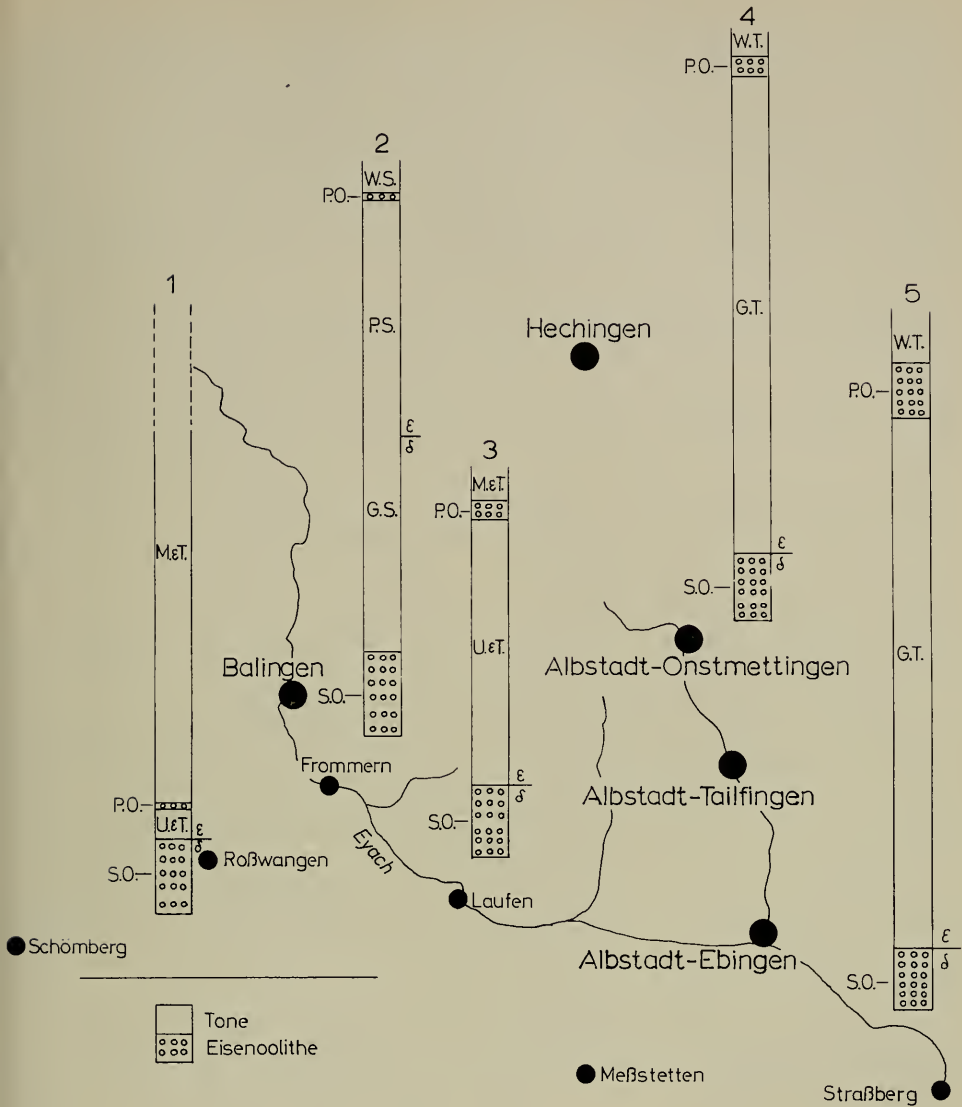 4
W.T.
P.O.
G.T.
ε
δ
S.O.
2
W.S.
P.O.
P.S.
ε
δ
G.S.
S.O.
1
M.εT.
P.O.
U.εT.
ε
δ
S.O.
3
M.εT.
P.O.
U.εT.
ε
δ
S.O.
5
W.T.
P.O.
G.T.
ε
δ
S.O.
Hechingen
Balingen
Albstadt-Onstmettingen
Frommern
Albstadt-Tailfingen
Eyach
Roßwangen
Laufen
Schömberg
Albstadt-Ebingen
Tone
Eisenoolithe
Meßstetten
Straßberg